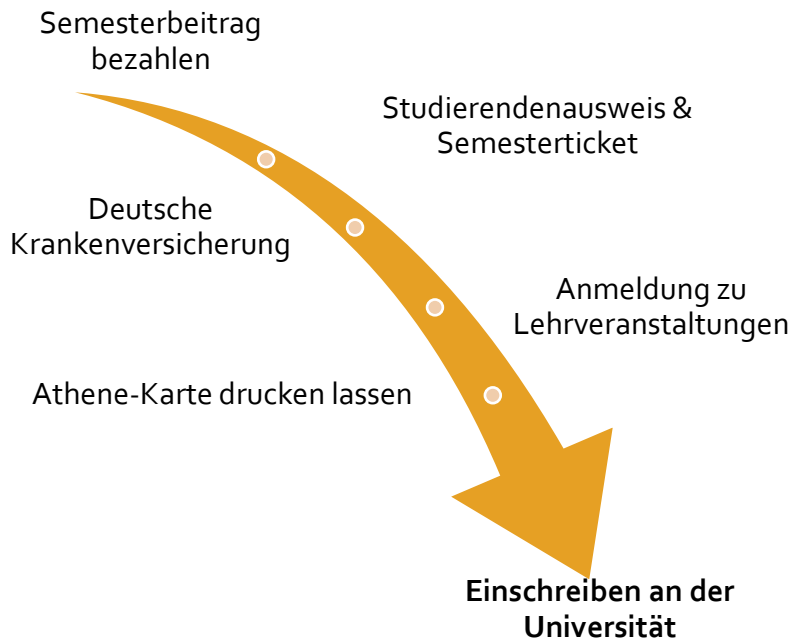 Semesterbeitrag
bezahlen
Studierendenausweis &
Semesterticket
Deutsche
Krankenversicherung
Anmeldung zu
Lehrveranstaltungen
Athene-Karte drucken lassen
Einschreiben an der
Universität